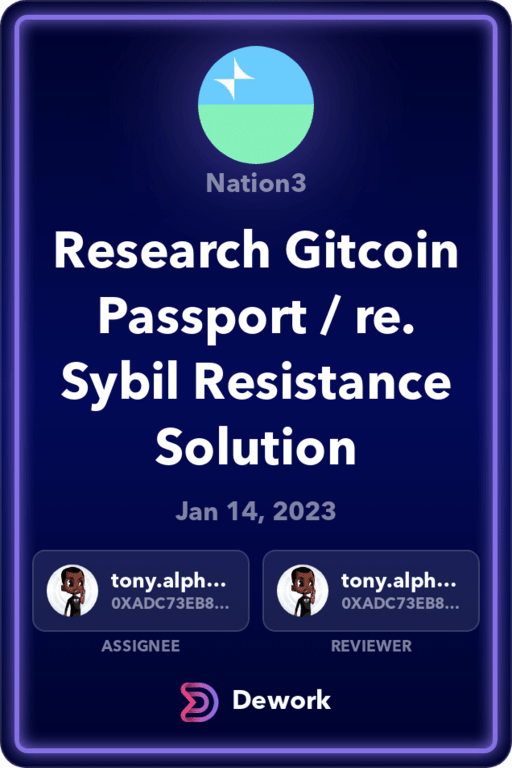 Nation3
Research Gitcoin
Passport / re.
Sybil Resistance
Solution
Jan 14, 2023
tony.alph...
0XADC73EB8...
ASSIGNEE
tony.alph...
0XADC73EB8...
REVIEWER
Dework